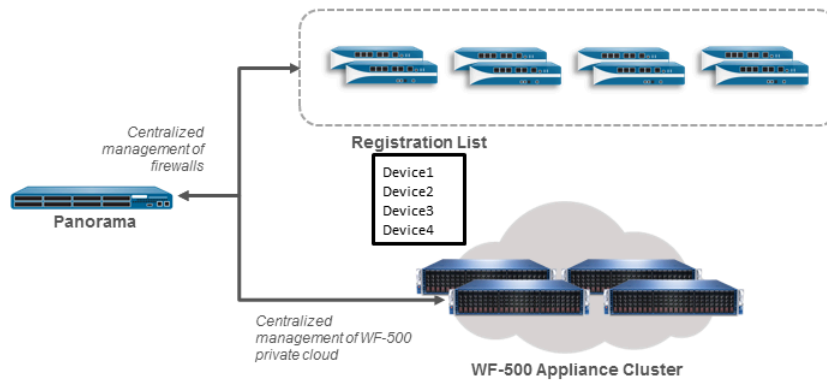 Centralized
management of
firewalls
Registration List
Device1
Device2
Device3
Device4
Panorama
Centralized
management of WF-500
private cloud
WF-500 Appliance Cluster